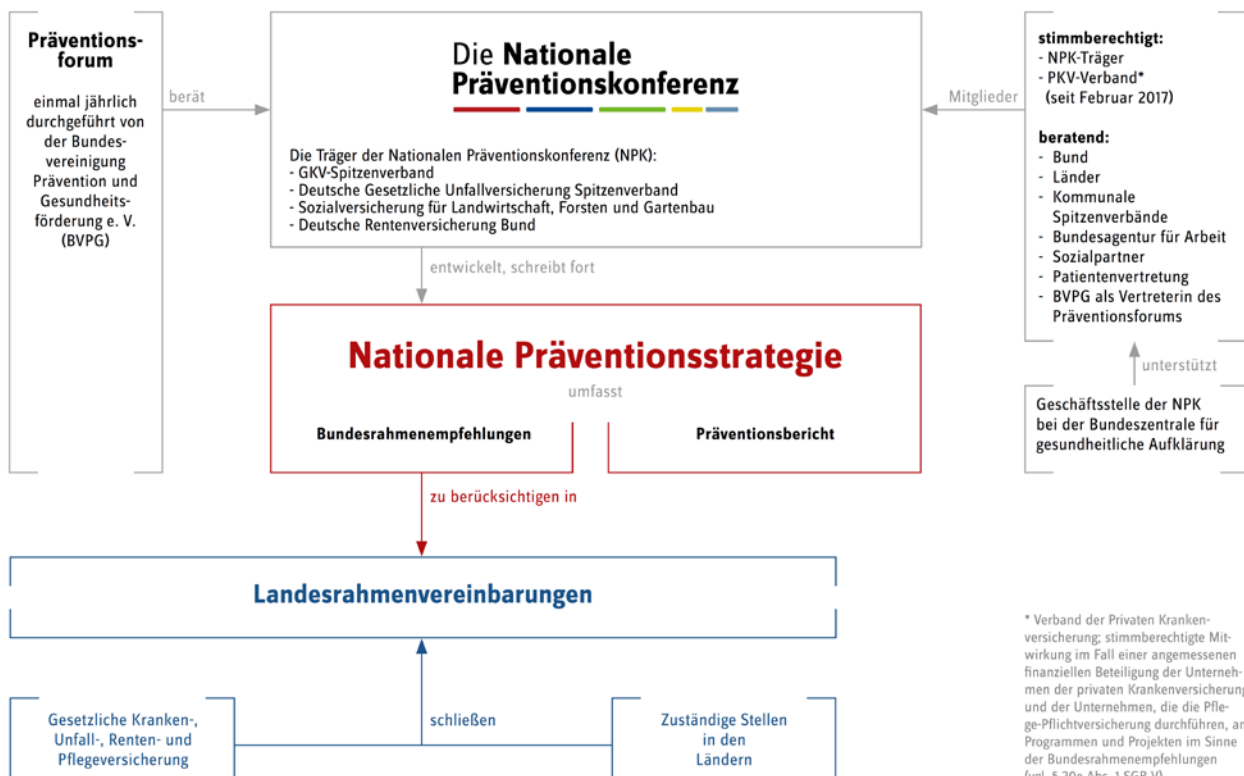 Präventions-
forum
einmal jährlich
durchgeführt von
der Bundes-
vereinigung
Prävention und
Gesundheits-
förderung e. V.
(BVPG)
berät
Die Nationale
Präventionskonferenz
Die Träger der Nationalen Präventionskonferenz (NPK):
- GKV-Spitzenverband
- Deutsche Gesetzliche Unfallversicherung Spitzenverband
- Sozialversicherung für Landwirtschaft, Forsten und Gartenbau
- Deutsche Rentenversicherung Bund
Mitglieder
stimmberechtigt:
- NPK-Träger
- PKV-Verband*
(seit Februar 2017)
beratend:
- Bund
- Länder
- Kommunale
Spitzenverbände
- Bundesagentur für Arbeit
- Sozialpartner
- Patientenvertretung
- BVPG als Vertreterin des
Präventionsforums
unterstützt
Geschäftsstelle der NPK
bei der Bundeszentrale für
gesundheitliche Aufklärung
entwickelt, schreibt fort
Nationale Präventionsstrategie
umfasst
Bundesrahmenempfehlungen
Präventionsbericht
zu berücksichtigen in
Landesrahmenvereinbarungen
schließen
Gesetzliche Kranken-,
Unfall-, Renten- und
Pflegeversicherung
Zuständige Stellen
in den
Ländern
* Verband der Privaten Kranken-
versicherung; stimmberechtigte Mit-
wirkung im Fall einer angemessenen
finanziellen Beteiligung der Unterneh-
men der privaten Krankenversicherung
und der Unternehmen, die die Pfle-
ge-Pflichtversicherung durchführen, an
Programmen und Projekten im Sinne
der Bundesrahmenempfehlungen
(vgl. § 20e Abs. 1 SGB V)